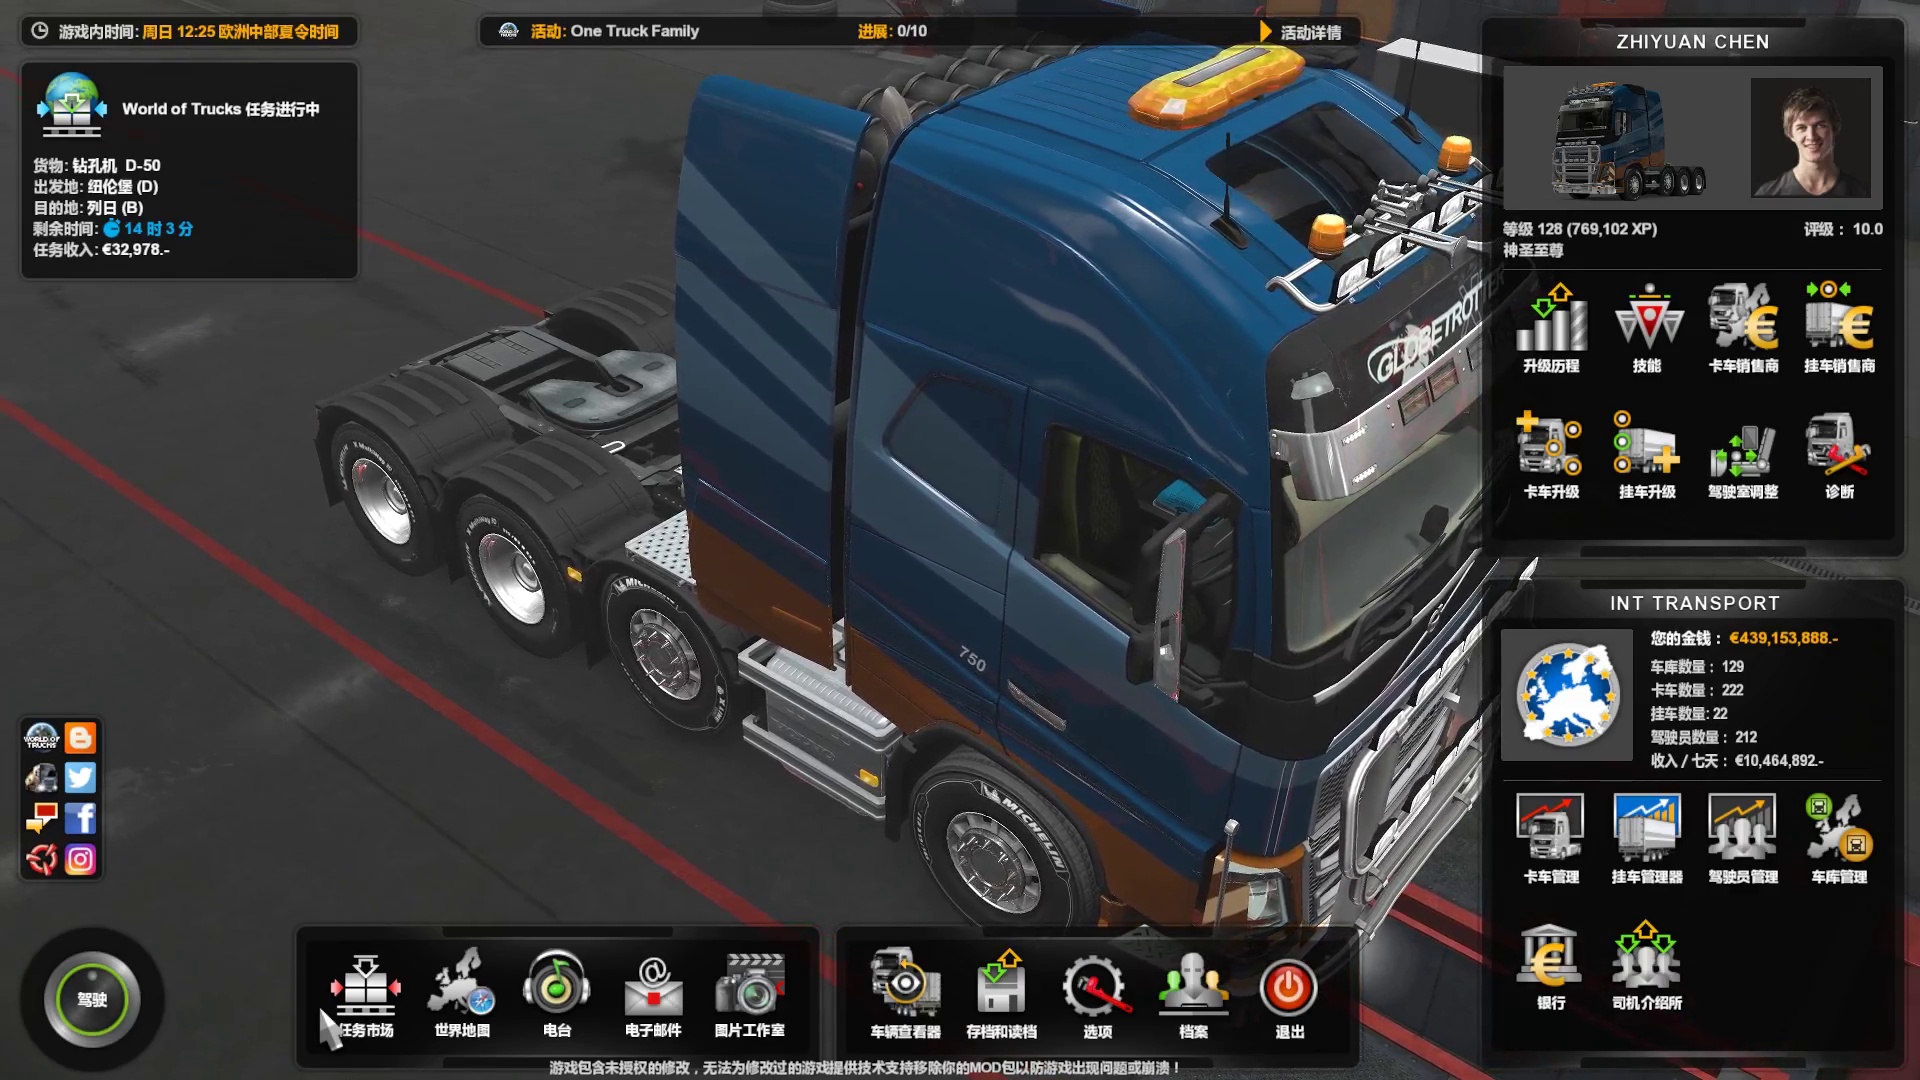 游戏内时间: 周日 12:25 欧洲中部夏令时间
活动: One Truck Family
进展: 0/10
活动详情
World of Trucks 任务进行中
货物: 钻孔机 D-50
出发地: 纽伦堡 (D)
目的地: 列日 (B)
剩余时间: 14 时 3 分
任务收入: €32,978.-
ZHIYUAN CHEN
等级 128 (769,102 XP)
评级： 10.0
神圣至尊
升级历程
技能
卡车销售商
挂车销售商
卡车升级
挂车升级
驾驶室调整
诊断
INT TRANSPORT
您的金钱： €439,153,888.-
车库数量： 129
卡车数量： 222
挂车数量: 22
驾驶员数量： 212
收入 / 七天： €10,464,892.-
卡车管理
挂车管理器
驾驶员管理
车库管理
银行
司机介绍所
GLOBETROTTER
750
MICHELIN
MICHELIN
WORLD OF TRUCKS
驾驶
任务市场
世界地图
电台
电子邮件
图片工作室
车辆查看器
存档和读档
选项
档案
退出
游戏包含未授权的修改，无法为修改过的游戏提供技术支持移除你的MOD包以防游戏出现问题或崩溃！